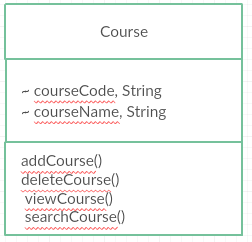 Course
~ courseCode, String
~ courseName, String
addCourse()
deleteCourse()
viewCourse()
searchCourse()